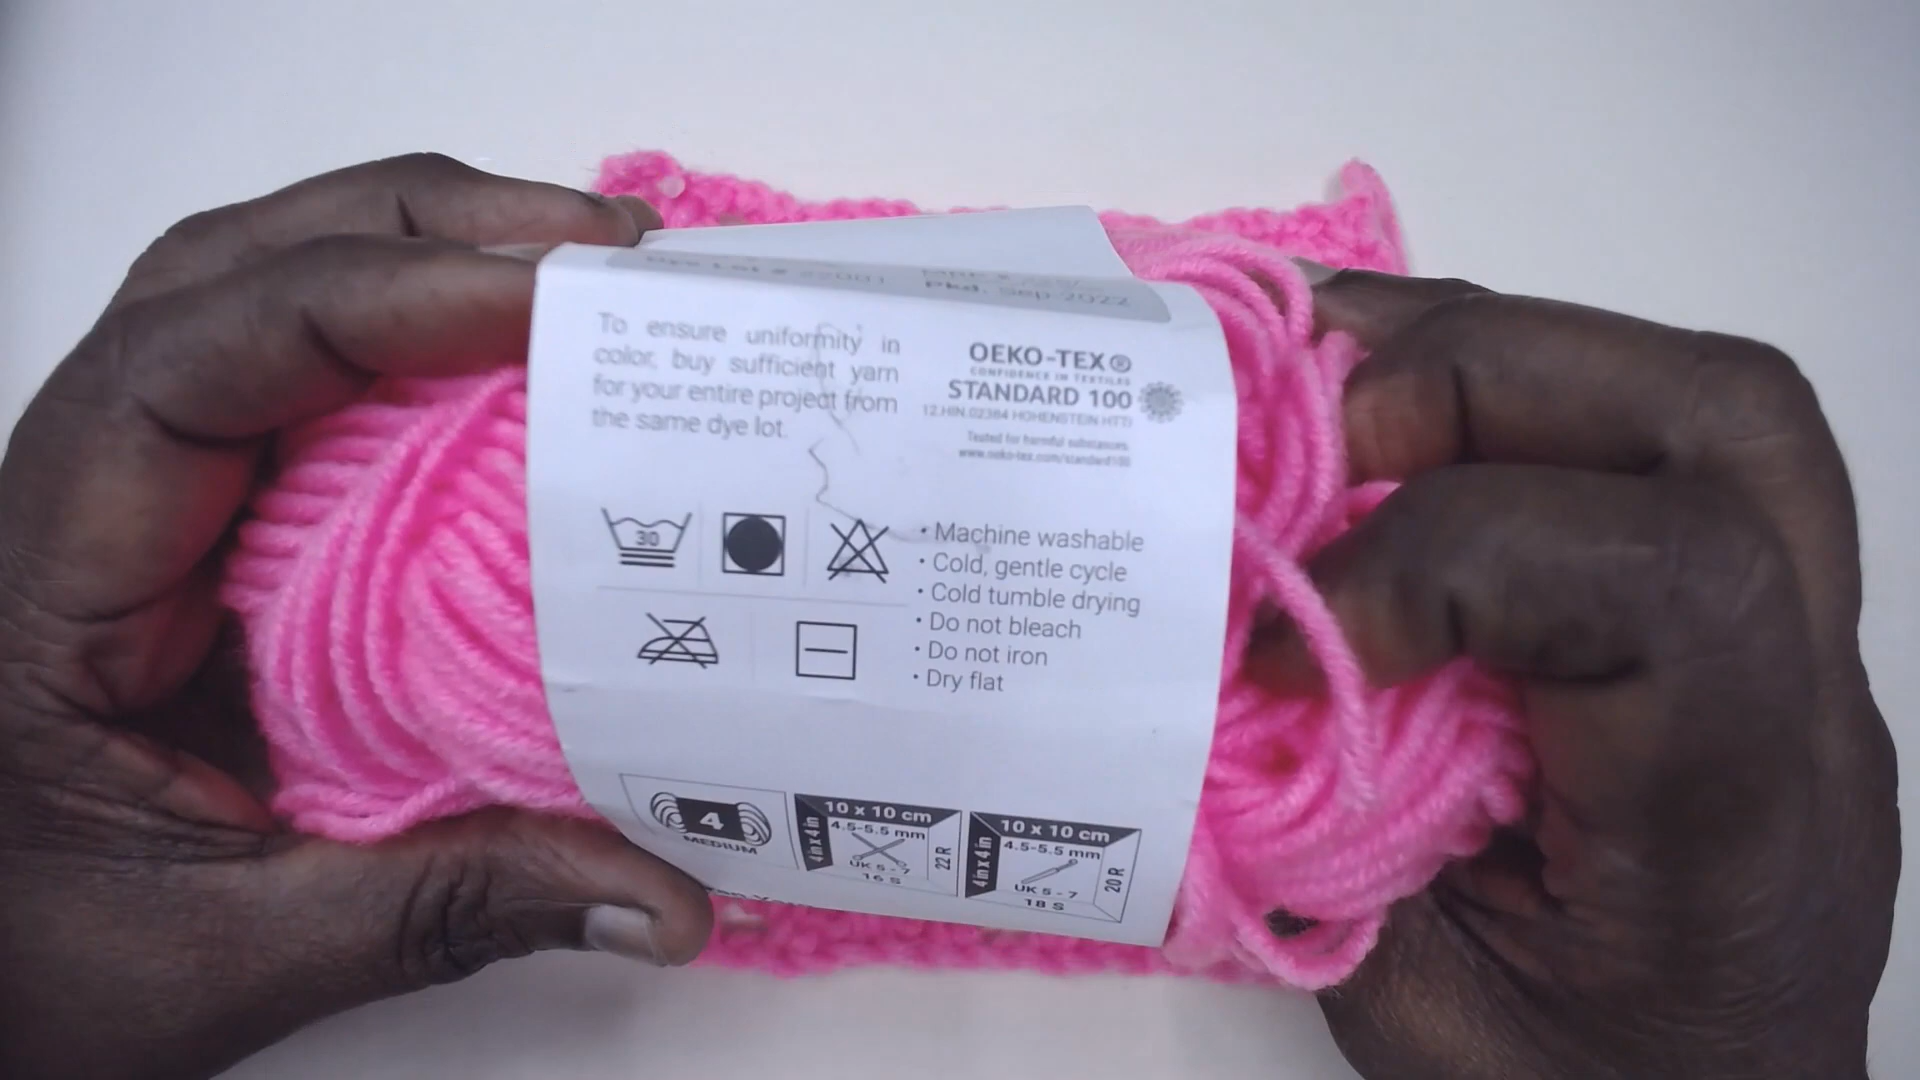 Dye Lot # 22001
Pkd. Sep-2022
To ensure uniformity in
color, buy sufficient yarn
for your entire project from
the same dye lot.
OEKO-TEX®
CONFIDENCE IN TEXTILES
STANDARD 100
12.HIN.02364 HOHENSTEIN HTTI
Tested for harmful substances.
www.oeko-tex.com/standard100
30
• Machine washable
• Cold, gentle cycle
• Cold tumble drying
• Do not bleach
• Do not iron
• Dry flat
4
MEDIUM
10 x 10 cm
4 in x 4 in
4.5-5.5 mm
22 R
UK 5 - 7
16 S
10 x 10 cm
4 in x 4 in
4.5-5.5 mm
20 R
UK 5 - 7
18 S